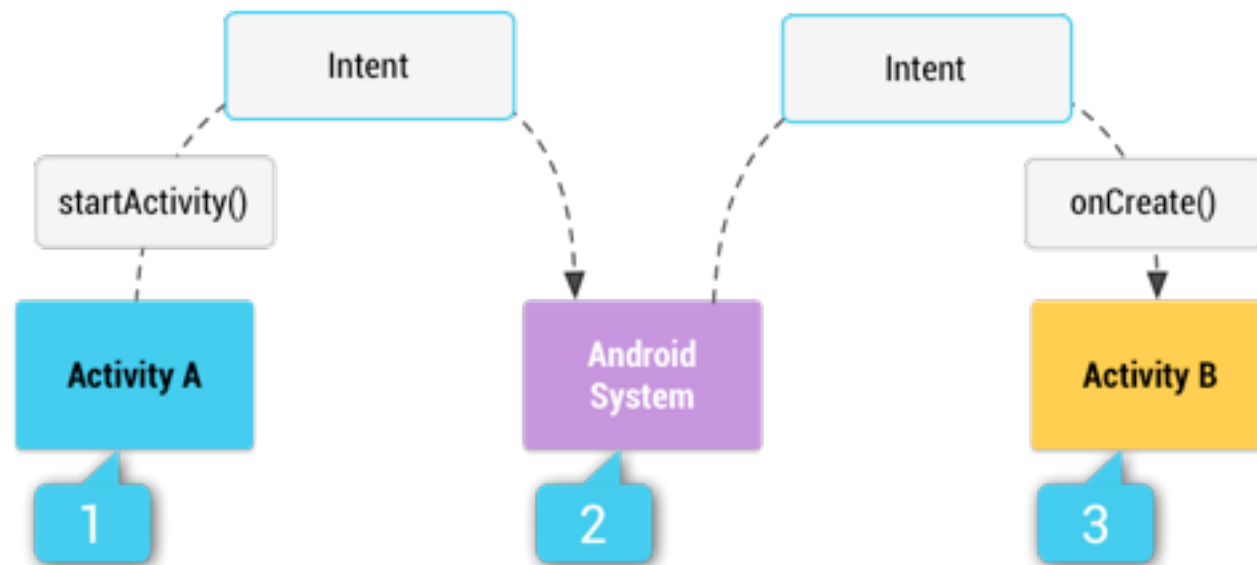 Intent
Intent
startActivity()
onCreate()
Activity A
Android
System
Activity B
1
2
3